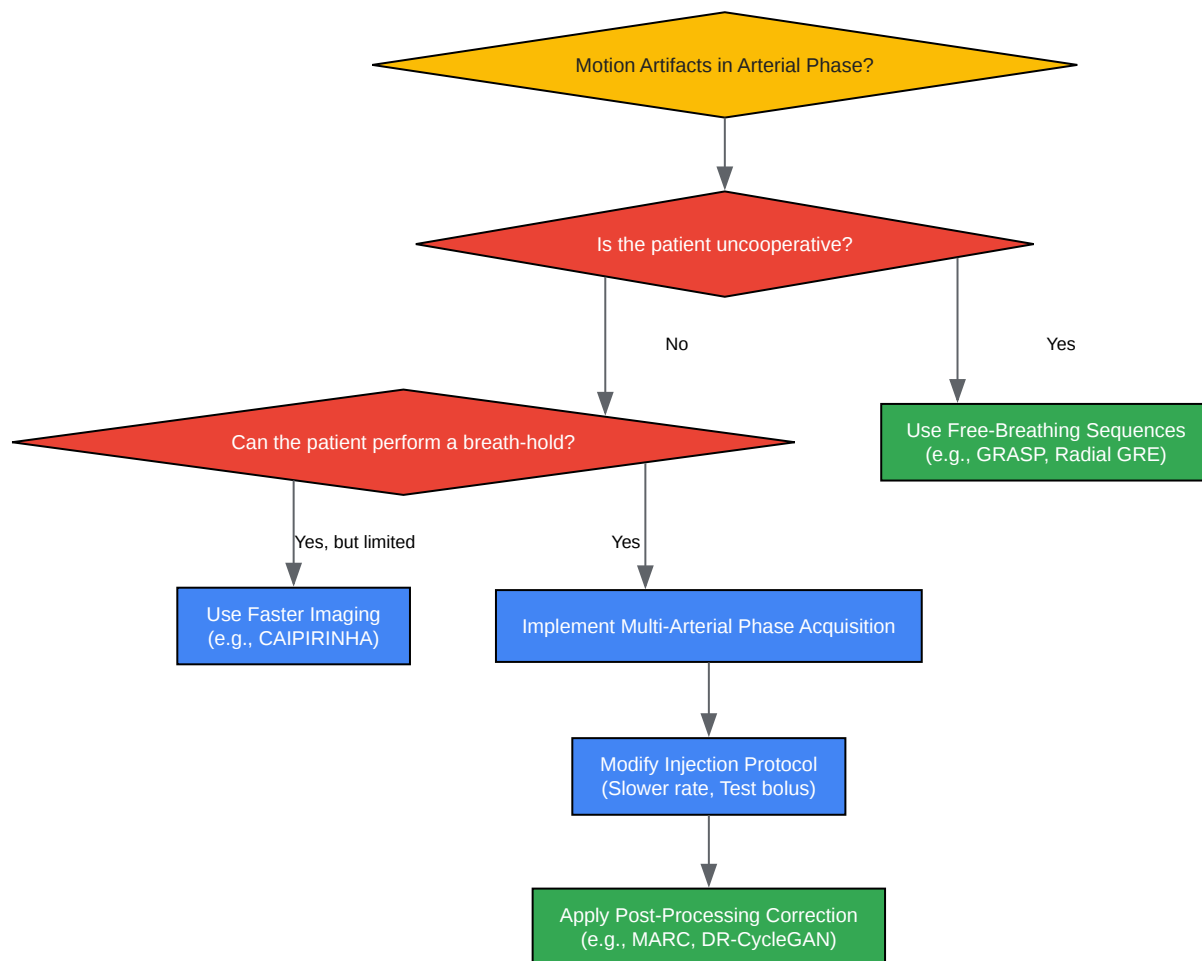 Motion Artifacts in Arterial Phase?
Is the patient uncooperative?
No
Yes
Can the patient perform a breath-hold?
Use Free-Breathing Sequences
(e.g., GRASP, Radial GRE)
Yes, but limited
Yes
Use Faster Imaging
(e.g., CAIPIRINHA)
Implement Multi-Arterial Phase Acquisition
Modify Injection Protocol
(Slower rate, Test bolus)
Apply Post-Processing Correction
(e.g., MARC, DR-CycleGAN)